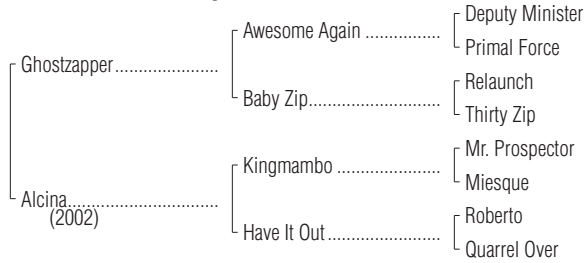 Deputy Minister
Awesome Again ................
Primal Force
Ghostzapper......................
Relaunch
Baby Zip............................
Thirty Zip
Mr. Prospector
Kingmambo ......................
Miesque
Alcina................................
(2002)
Roberto
Have It Out........................
Quarrel Over